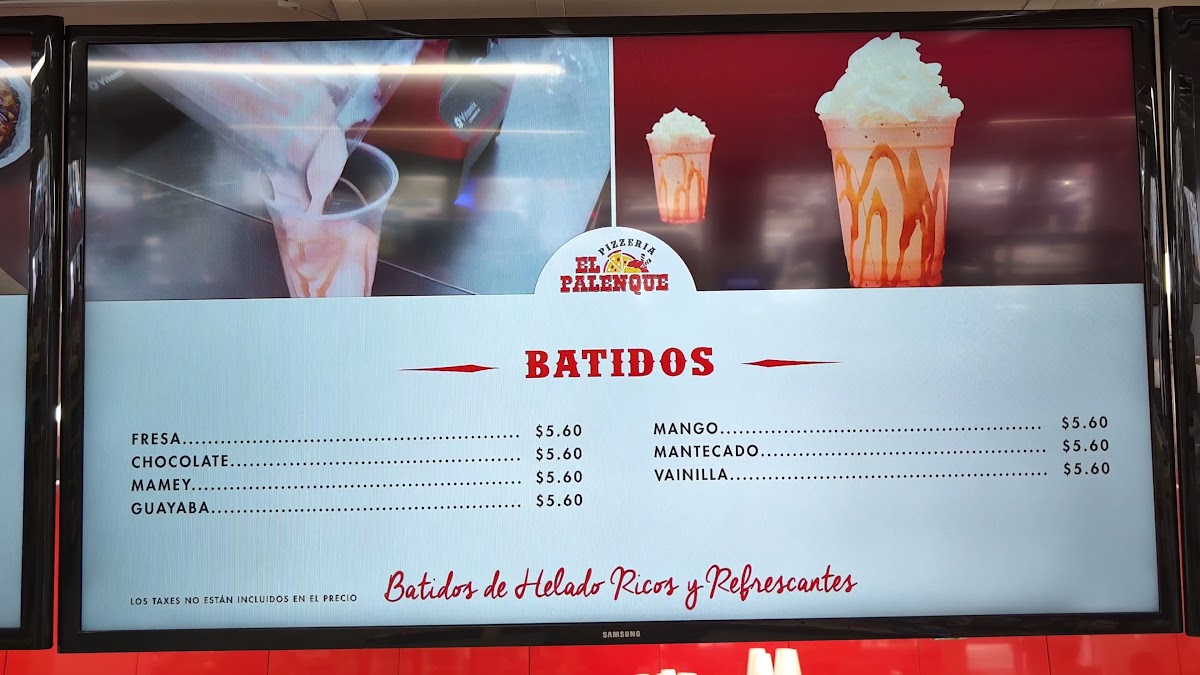 Vitamix
PIZZERIA
EL
PALENQUE
BATIDOS
FRESA.................................................... $5.60
CHOCOLATE............................................. $5.60
MAMEY................................................... $5.60
GUAYABA................................................ $5.60
MANGO.................................................. $5.60
MANTECADO............................................ $5.60
VAINILLA................................................. $5.60
Batidos de Helado Ricos y Refrescantes
LOS TAXES NO ESTÁN INCLUIDOS EN EL PRECIO
SAMSUNG